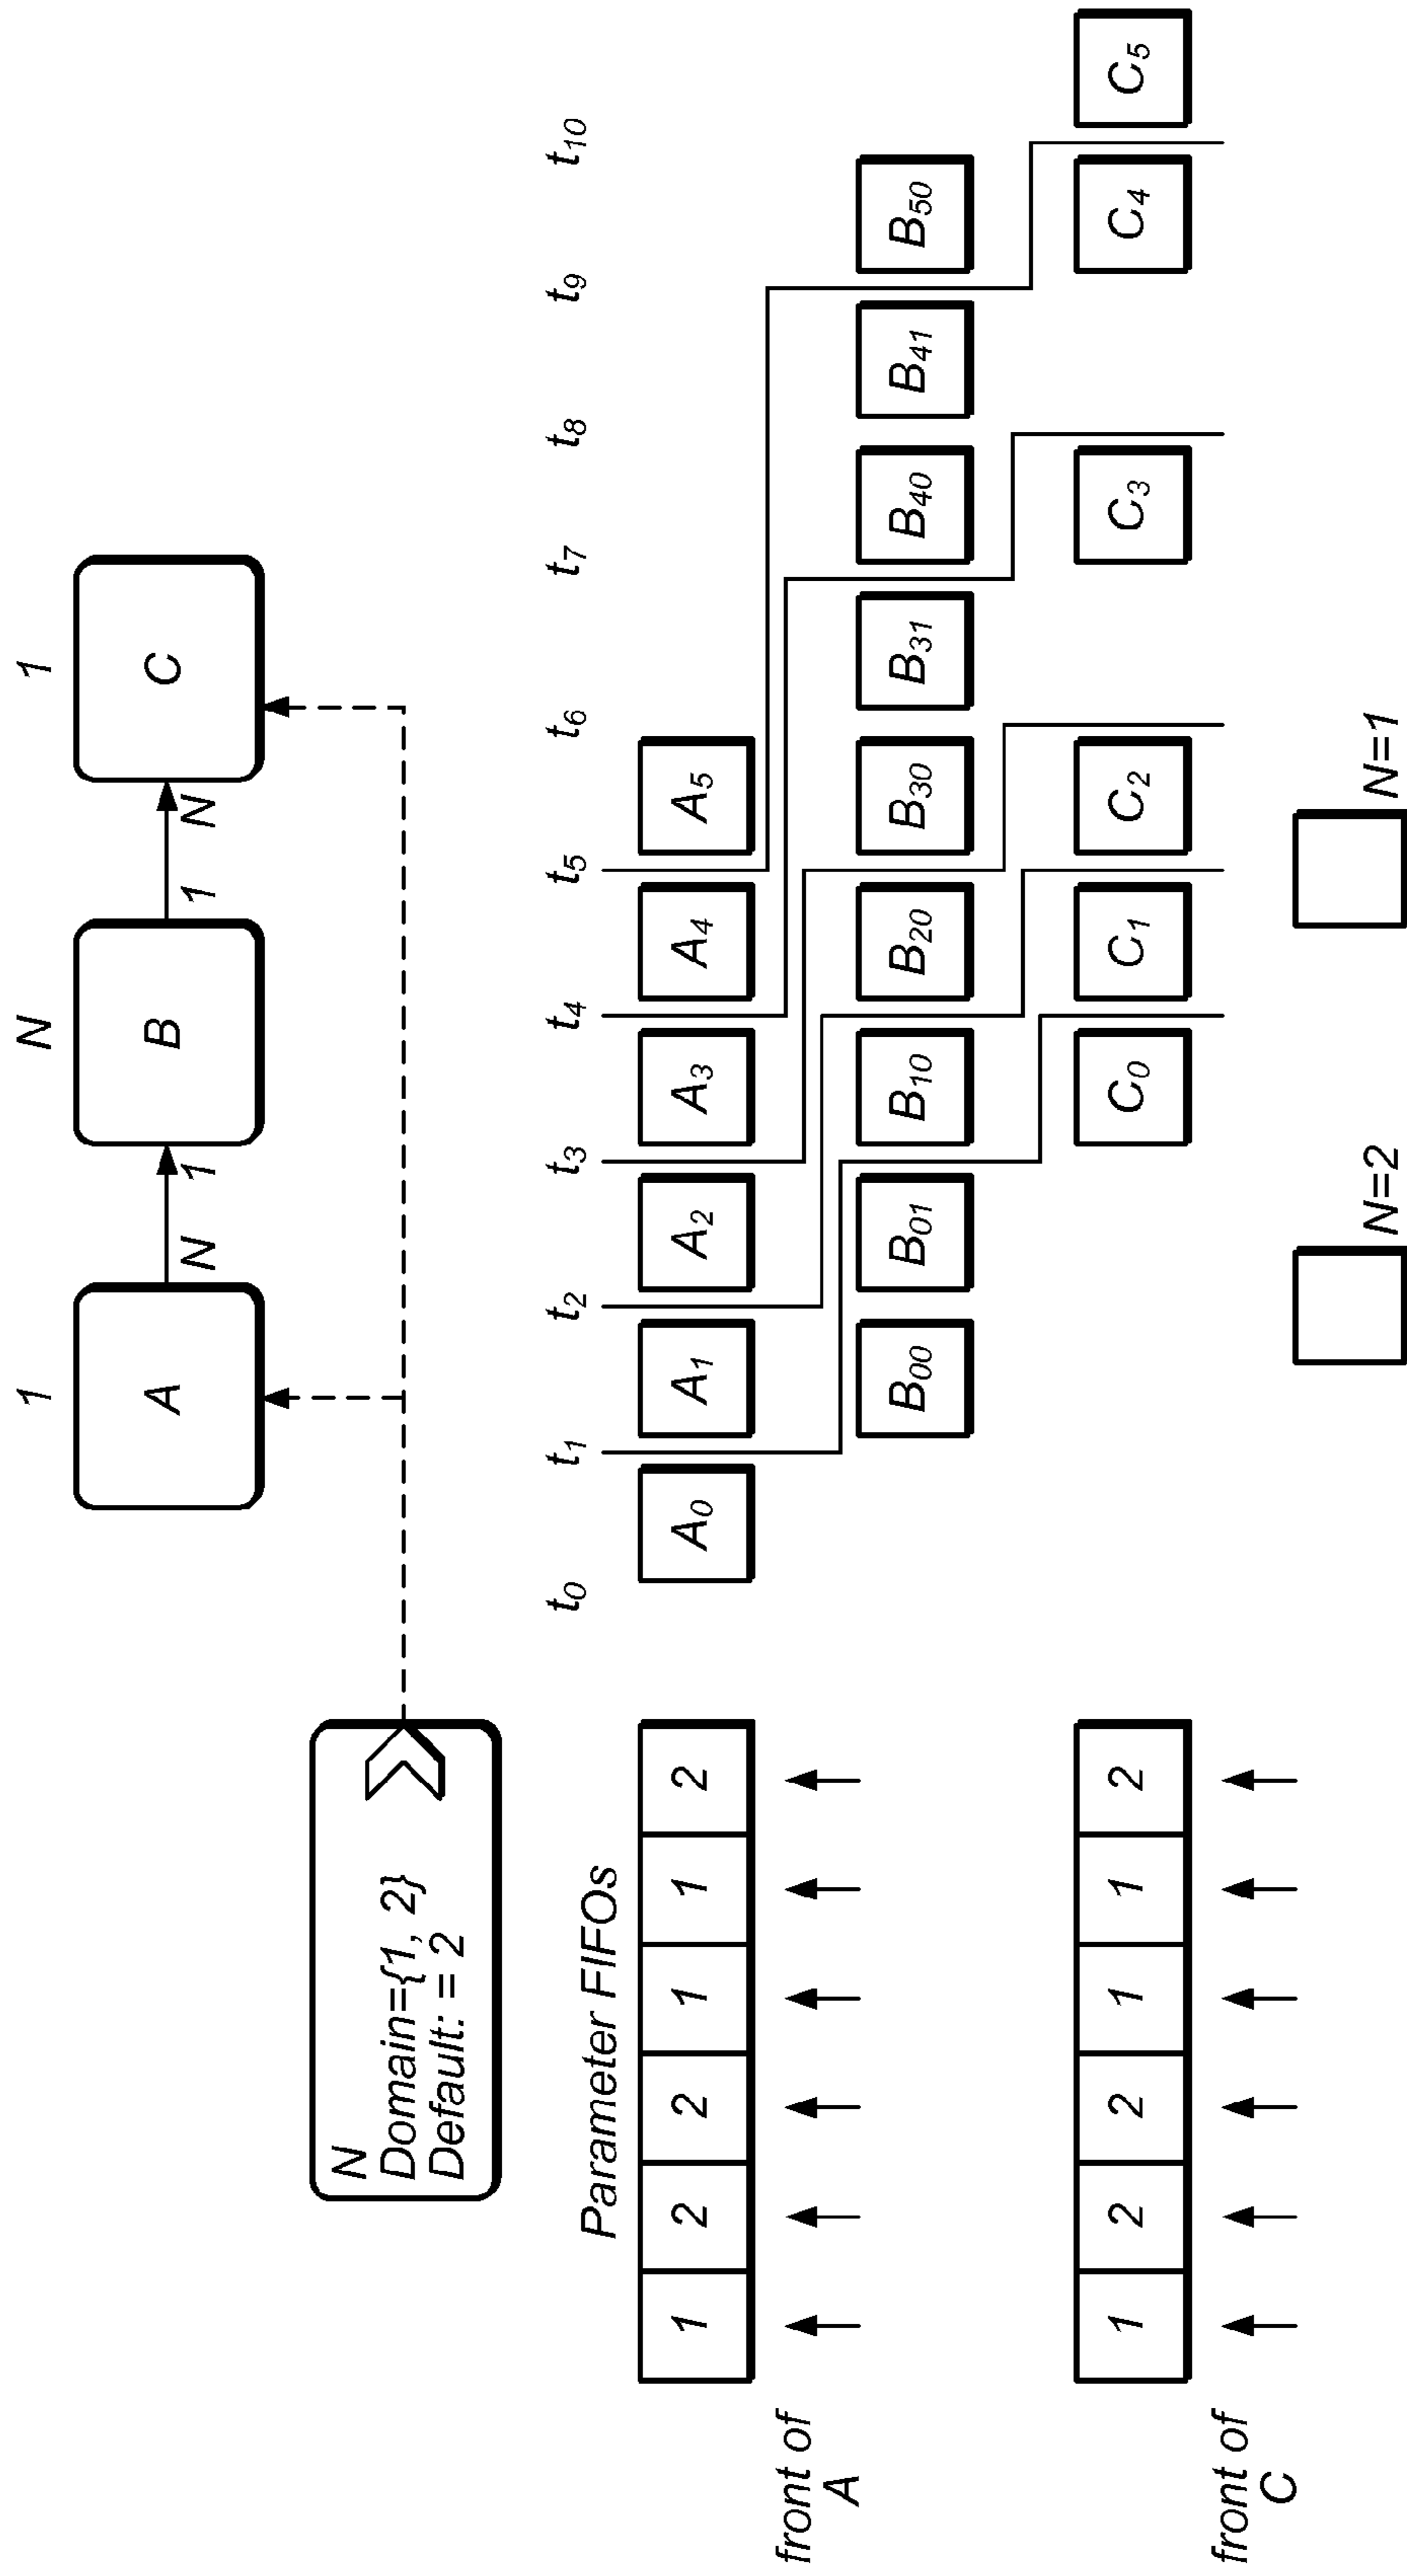 1 N 1
A B C
N 1 1 N
N
Domain={1, 2}
Default: = 2
Parameter FIFOs
t0 t1 t2 t3 t4 t5 t6 t7 t8 t9 t10
1 2 2 1 1 2
A0 A1 A2 A3 A4 A5
front of
A
B00 B01 B10 B20 B30 B31 B40 B41 B50
1 2 2 1 1 2
C0 C1 C2 C3 C4 C5
front of
C
N=2 N=1